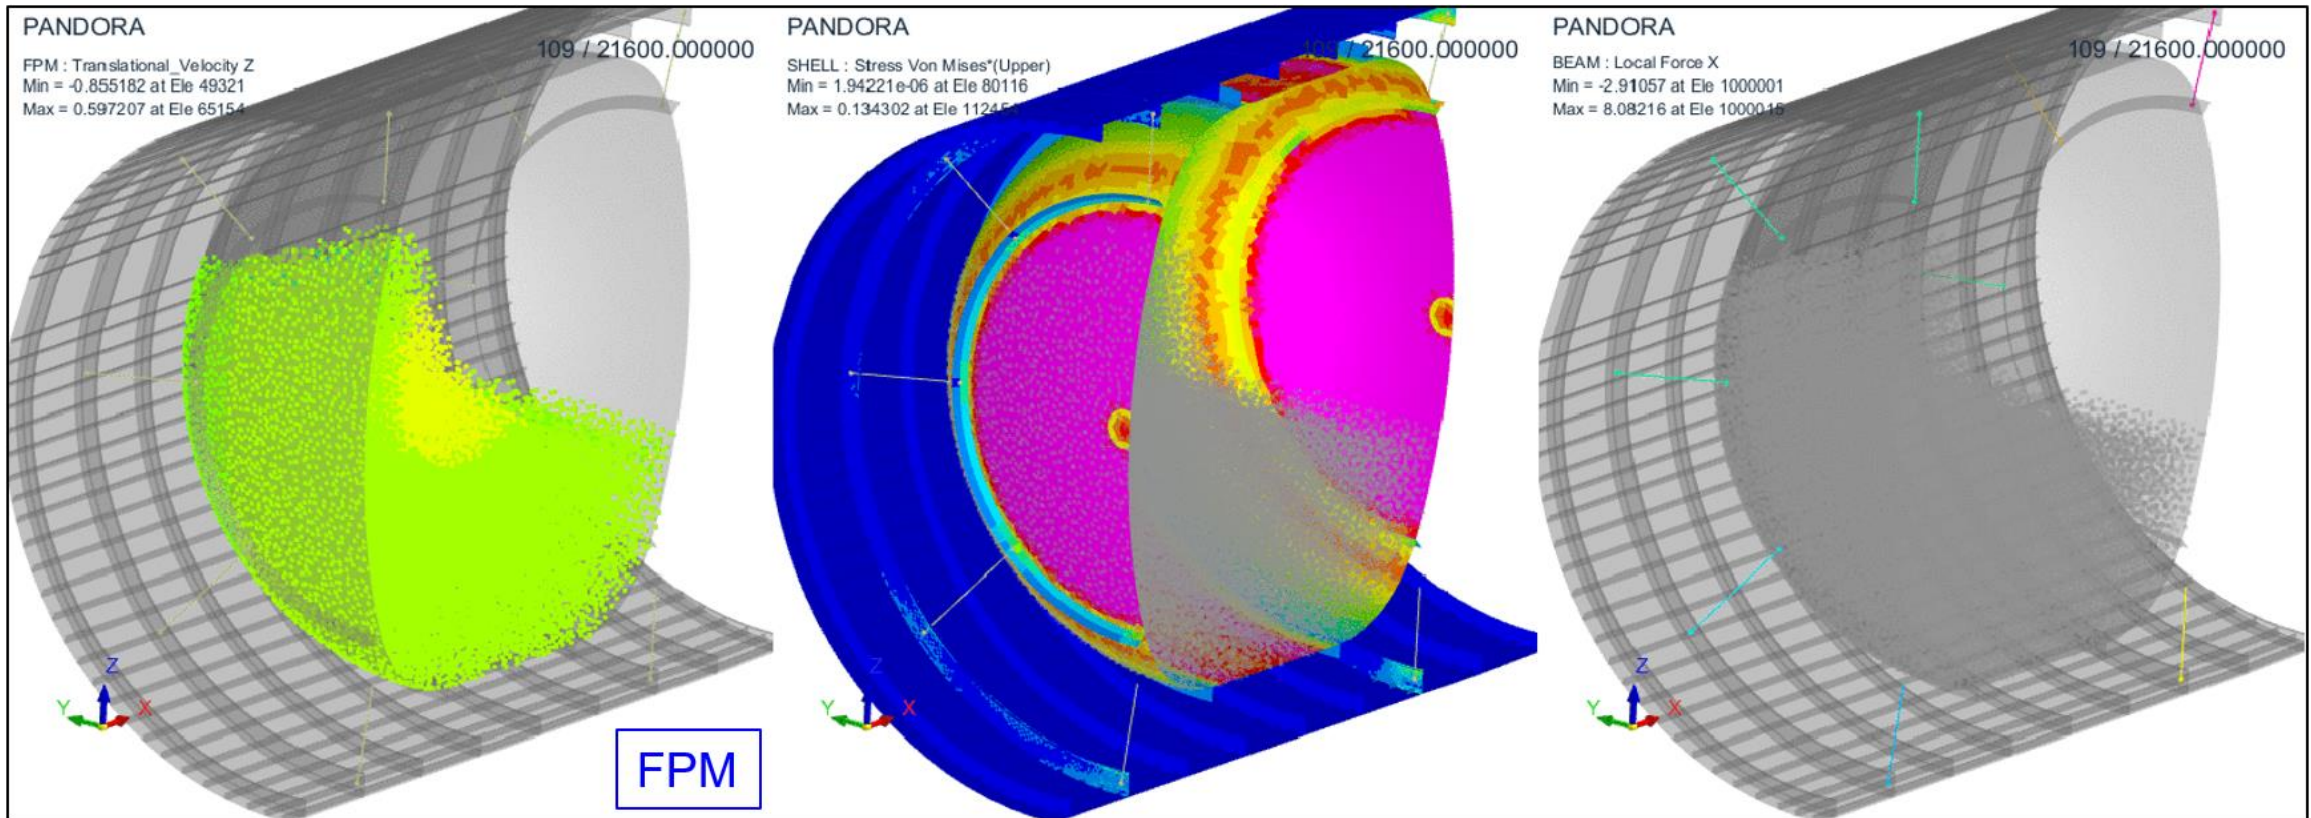 PANDORA
109 / 21600.000000
FPM : Translational_Velocity Z
Min = -0.855182 at Ele 49321
Max = 0.597207 at Ele 65154
Z
Y
X
FPM
PANDORA
109 / 21600.000000
SHELL : Stress Von Mises*(Upper)
Min = 1.94221e-06 at Ele 80116
Max = 0.134302 at Ele 112454
Z
Y
X
PANDORA
109 / 21600.000000
BEAM : Local Force X
Min = -2.91057 at Ele 1000001
Max = 8.08216 at Ele 1000015
Z
Y
X